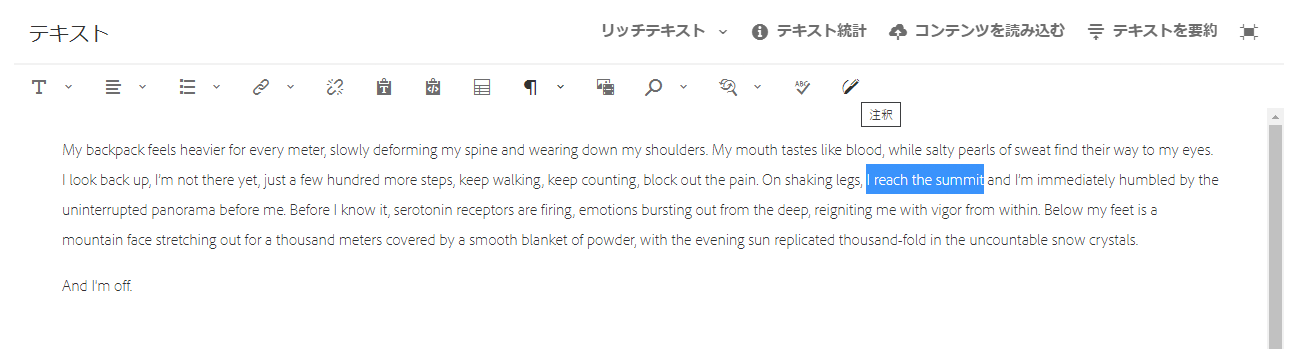 テキスト
リッチテキスト テキスト統計 コンテンツを読み込む テキストを要約
注釈
My backpack feels heavier for every meter, slowly deforming my spine and wearing down my shoulders. My mouth tastes like blood, while salty pearls of sweat find their way to my eyes.
I look back up, I'm not there yet, just a few hundred more steps, keep walking, keep counting, block out the pain. On shaking legs, I reach the summit and I'm immediately humbled by the
uninterrupted panorama before me. Before I know it, serotonin receptors are firing, emotions bursting out from the deep, reigniting me with vigor from within. Below my feet is a
mountain face stretching out for a thousand meters covered by a smooth blanket of powder, with the evening sun replicated thousand-fold in the uncountable snow crystals.
And I'm off.